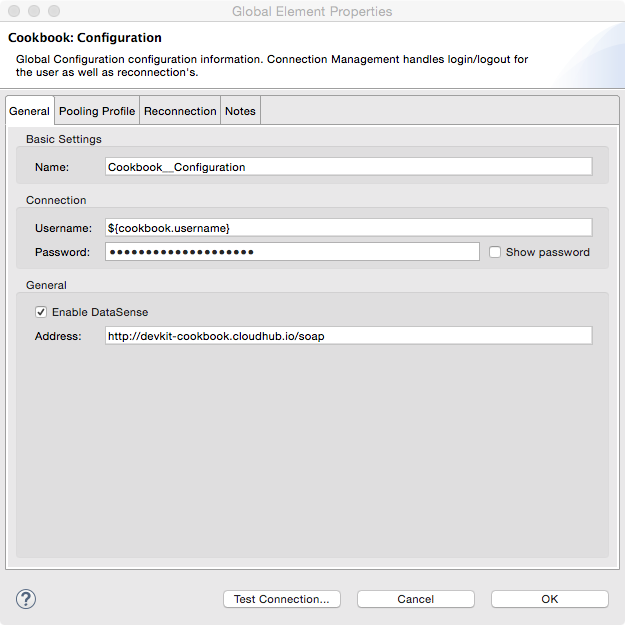 Global Element Properties
Cookbook: Configuration
Global Configuration configuration information. Connection Management handles login/logout for
the user as well as reconnection's.
General Pooling Profile Reconnection Notes
Basic Settings
Name: Cookbook__Configuration
Connection
Username: ${cookbook.username}
Password: ●●●●●●●●●●●●●●●●●●●● Show password
General
Enable DataSense
Address: http://devkit-cookbook.cloudhub.io/soap
? Test Connection... Cancel OK